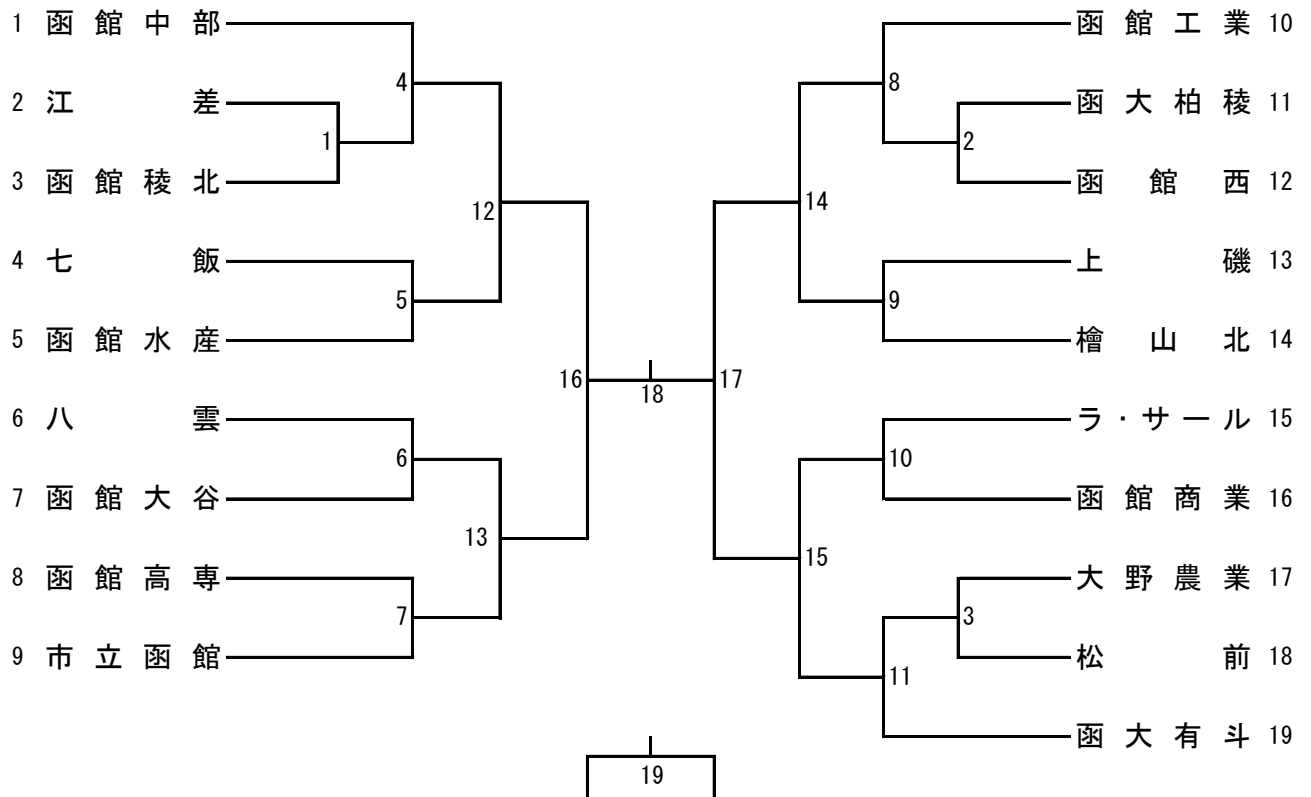 1 函館中部
函館工業 10
4
8
2 江差
函大柏稜 11
1
2
3 函館稜北
函館西 12
12
14
4 七飯
上磯 13
5
9
5 函館水産
檜山北 14
16
18
17
6 八雲
ラ・サール 15
6
10
7 函館大谷
函館商業 16
13
15
8 函館高専
大野農業 17
7
3
9 市立函館
松前 18
11
函大有斗 19
19